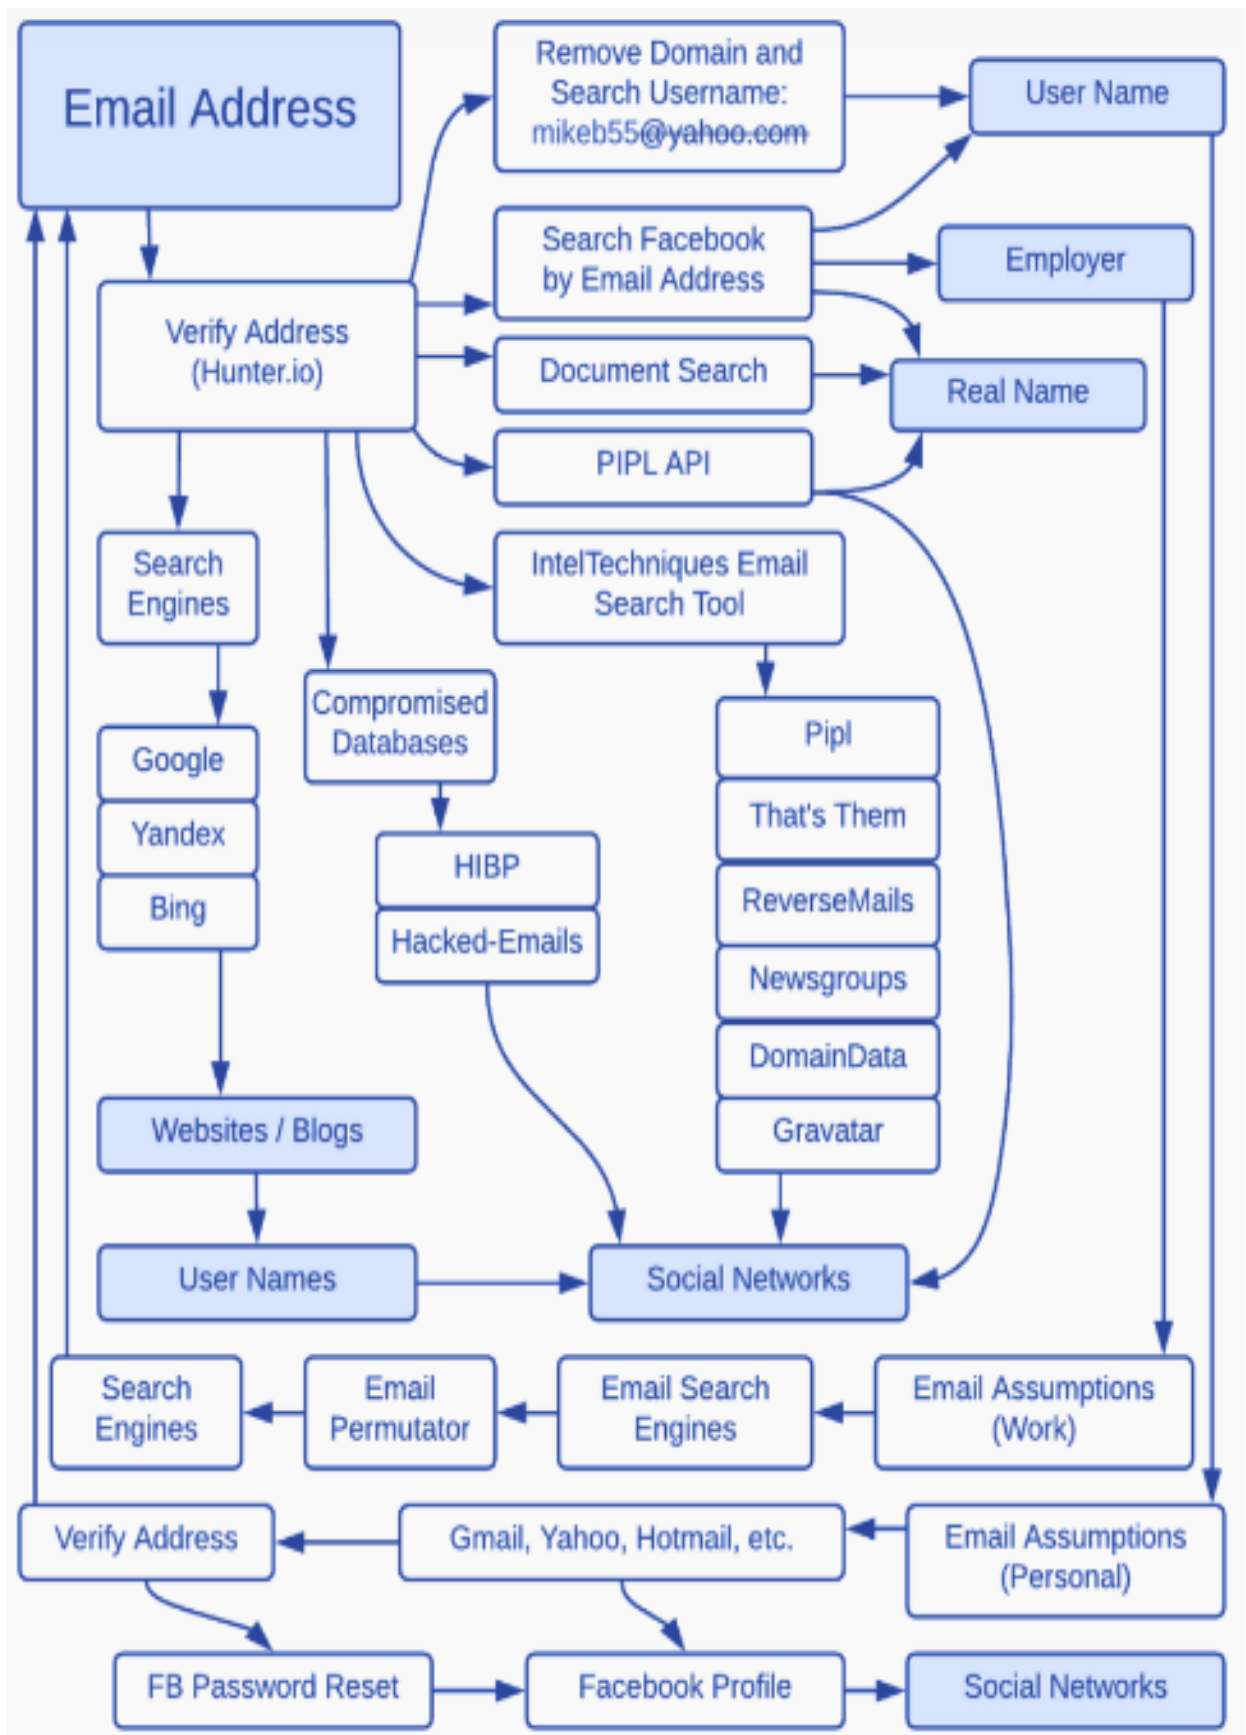 Email Address
Remove Domain and
Search Username:
mikeb55@yahoo.com
User Name
Search Facebook
by Email Address
Employer
Verify Address
(Hunter.io)
Document Search
Real Name
PIPL API
Search
Engines
IntelTechniques Email
Search Tool
Compromised
Databases
Google
Yandex
Bing
Pipl
That's Them
ReverseMails
Newsgroups
DomainData
Gravatar
HIBP
Hacked-Emails
Websites / Blogs
User Names
Social Networks
Search
Engines
Email
Permutator
Email Search
Engines
Email Assumptions
(Work)
Verify Address
Gmail, Yahoo, Hotmail, etc.
Email Assumptions
(Personal)
FB Password Reset
Facebook Profile
Social Networks